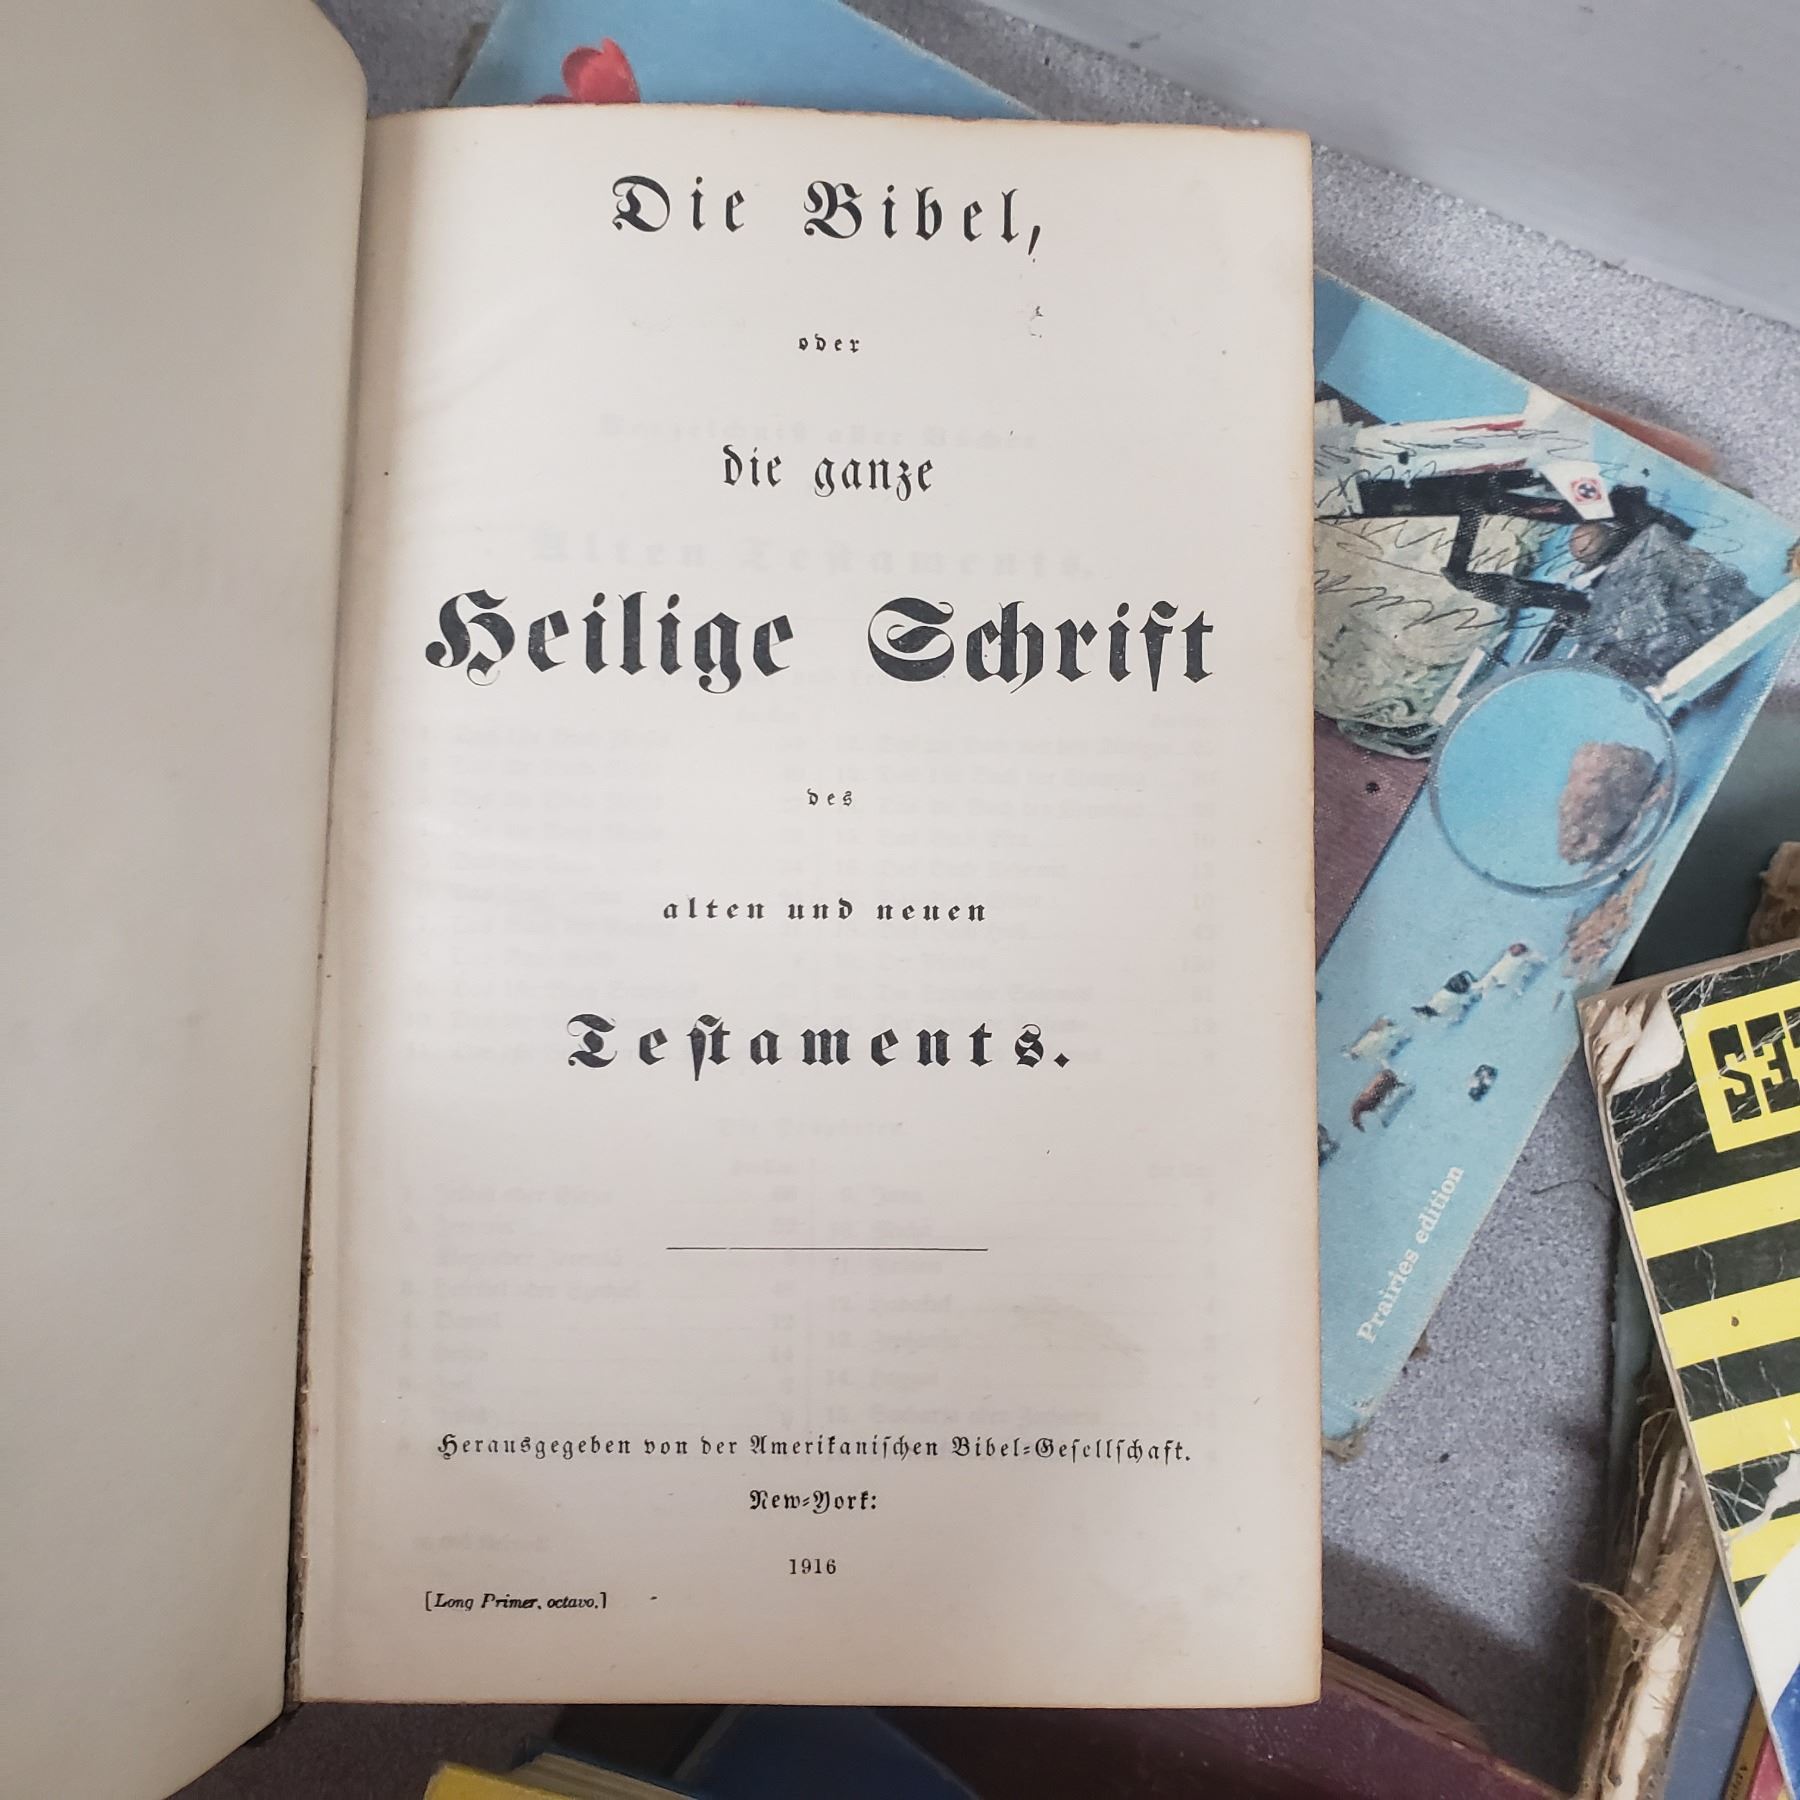 Die Bibel,
oder
die ganze
Heilige Schrift
des
alten und neuen
Teſtaments.
Herausgegeben von der Amerikaniſchen Bibel-Geſellſchaft.
New-York:
1916
[Long Primer, octavo.]
Prairies edition